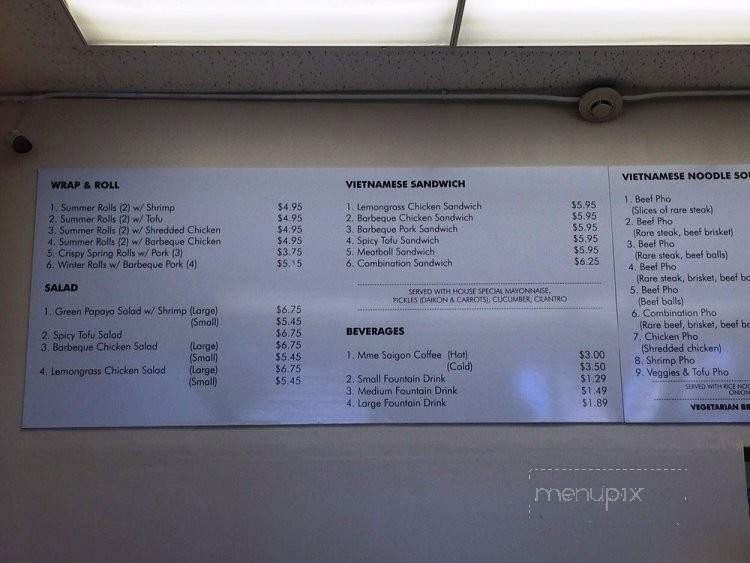 WRAP & ROLL
1. Summer Rolls (2) w/ Shrimp $4.95
2. Summer Rolls (2) w/ Tofu $4.95
3. Summer Rolls (2) w/ Shredded Chicken $4.95
4. Summer Rolls (2) w/ Barbeque Chicken $4.95
5. Crispy Spring Rolls w/ Pork (3) $3.75
6. Winter Rolls w/ Barbeque Pork (4)
SALAD
1. Green Papaya Salad w/ Shrimp (Large) $6.75
(Small) $5.45
2. Spicy Tofu Salad $6.75
3. Barbeque Chicken Salad (Large) $6.75
(Small) $5.45
4. Lemongrass Chicken Salad (Large) $6.75
(Small) $5.45
VIETNAMESE SANDWICH
1. Lemongrass Chicken Sandwich $5.95
2. Barbeque Chicken Sandwich $5.95
3. Barbeque Pork Sandwich $5.95
4. Spicy Tofu Sandwich $5.95
5. Meatball Sandwich $5.95
6. Combination Sandwich $6.25
SERVED WITH HOUSE SPECIAL MAYONNAISE,
PICKLES (DAIKON & CARROTS), CUCUMBER, CILANTRO
BEVERAGES
1. Mme Saigon Coffee (Hot) $3.00
(Cold) $3.50
2. Small Fountain Drink $1.29
3. Medium Fountain Drink $1.49
4. Large Fountain Drink $1.89
VIETNAMESE NOODLE SOU
1. Beef Pho
(Slices of rare steak)
2. Beef Pho
(Rare steak, beef brisket)
3. Beef Pho
(Rare steak, beef balls)
4. Beef Pho
(Rare steak, brisket, beef ba
5. Beef Pho
(Beef balls)
6. Combination Pho
(Rare beef, brisket, beef ba
7. Chicken Pho
(Shredded chicken)
8. Shrimp Pho
9. Veggies & Tofu Pho
SERVED WITH RICE NOO
ONION
VEGETARIAN BR
menupix